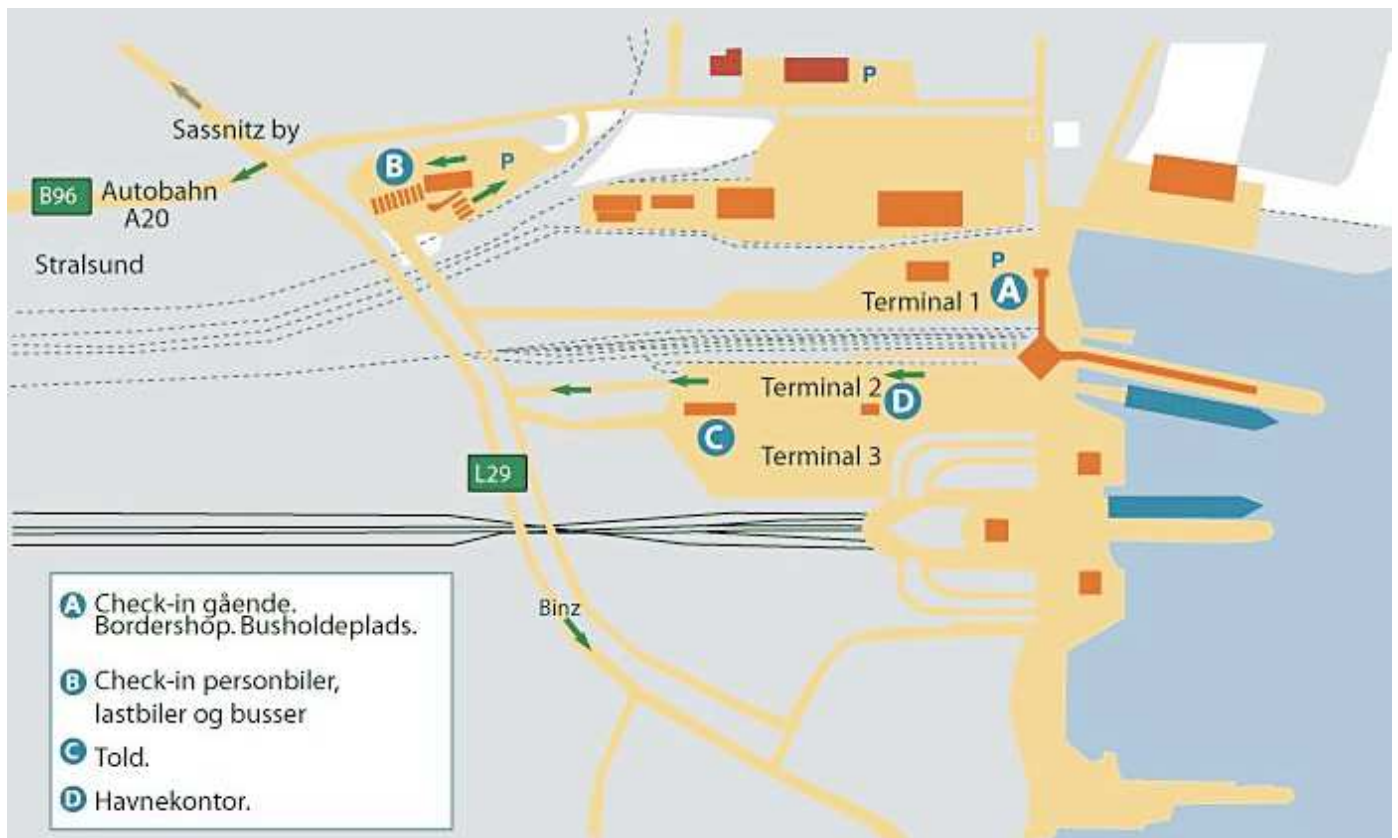 P
Sassnitz by
B
P
B96
Autobahn
A20
Stralsund
P
A
Terminal 1
Terminal 2
D
C
Terminal 3
L29
Binz
A Check-in gående.
Bordershop. Busholdeplads.
B Check-in personbiler,
lastbiler og busser
C Told.
D Havnekontor.